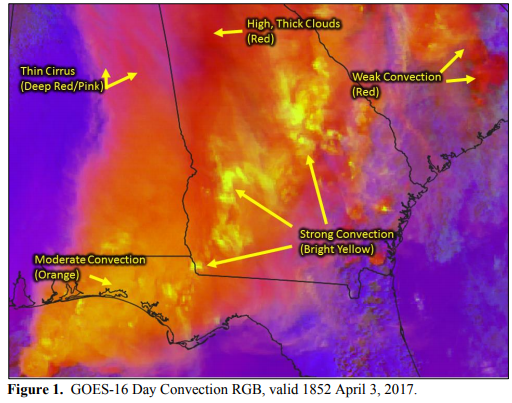 High, Thick Clouds
(Red)
Thin Cirrus
(Deep Red/Pink)
Weak Convection
(Red)
Strong Convection
(Bright Yellow)
Moderate Convection
(Orange)
Figure 1.  GOES-16 Day Convection RGB, valid 1852 April 3, 2017.